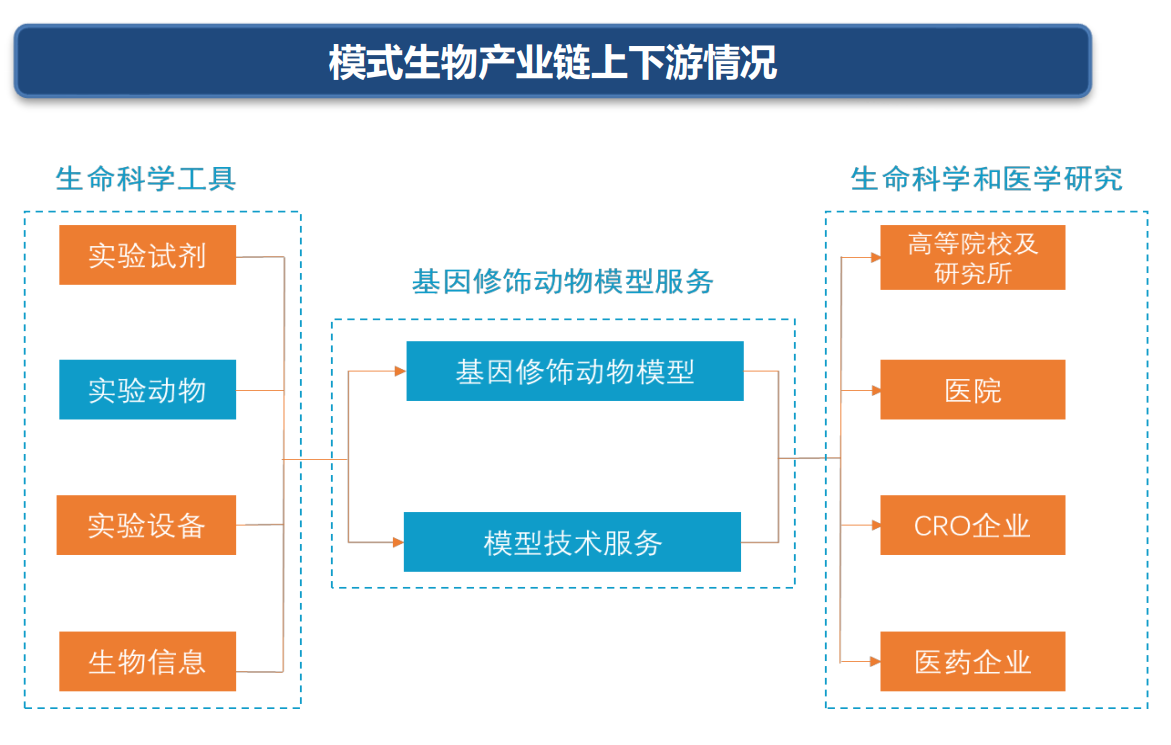 模式生物产业链上下游情况
生命科学工具
实验试剂
实验动物
实验设备
生物信息
基因修饰动物模型服务
基因修饰动物模型
模型技术服务
生命科学和医学研究
高等院校及
研究所
医院
CRO企业
医药企业